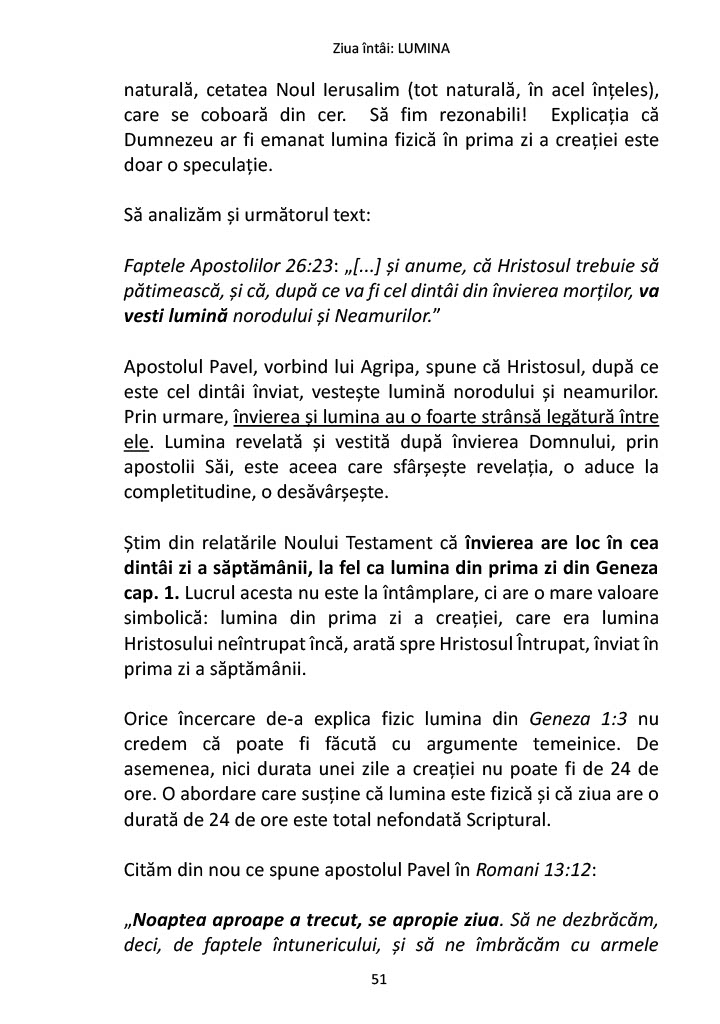 Ziua întâi: LUMINA
naturală, cetatea Noul Ierusalim (tot naturală, în acel înțeles),
care se coboară din cer. Să fim rezonabili! Explicația că
Dumnezeu ar fi emanat lumina fizică în prima zi a creației este
doar o speculație.
Să analizăm și următorul text:
Faptele Apostolilor 26:23: „[...] și anume, că Hristosul trebuie să
pătimească, și că, după ce va fi cel dintâi din învierea morților, va
vesti lumină norodului și Neamurilor.”
Apostolul Pavel, vorbind lui Agripa, spune că Hristosul, după ce
este cel dintâi înviat, vestește lumină norodului și neamurilor.
Prin urmare, învierea și lumina au o foarte strânsă legătură între
ele. Lumina revelată și vestită după învierea Domnului, prin
apostolii Săi, este aceea care sfârșește revelația, o aduce la
completitudine, o desăvârșește.
Știm din relatările Noului Testament că învierea are loc în cea
dintâi zi a săptămânii, la fel ca lumina din prima zi din Geneza
cap. 1. Lucrul acesta nu este la întâmplare, ci are o mare valoare
simbolică: lumina din prima zi a creației, care era lumina
Hristosului neîntrupat încă, arată spre Hristosul Întrupat, înviat în
prima zi a săptămânii.
Orice încercare de-a explica fizic lumina din Geneza 1:3 nu
credem că poate fi făcută cu argumente temeinice. De
asemenea, nici durata unei zile a creației nu poate fi de 24 de
ore. O abordare care susține că lumina este fizică și că ziua are o
durată de 24 de ore este total nefondată Scriptural.
Cităm din nou ce spune apostolul Pavel în Romani 13:12:
„Noaptea aproape a trecut, se apropie ziua. Să ne dezbrăcăm,
deci, de faptele întunericului, și să ne îmbrăcăm cu armele
51